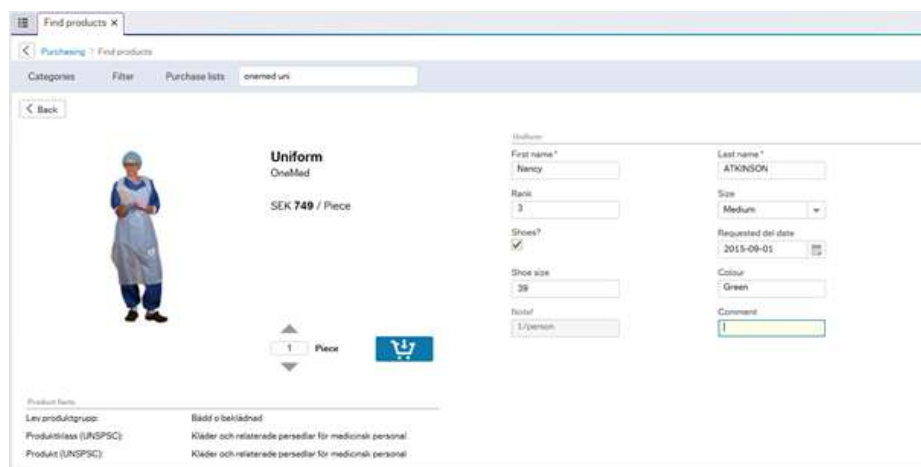 Find products ×
Purchasing ? Find products
Categories Filter Purchase lists onemed uni
Back
Uniform
OneMed
SEK 749 / Piece
1 Piece
Uniform
First name * Last name *
Nancy ATKINSON
Rank Size
3 Medium
Shoes? Requested del date
2015-09-01
Shoe size Colour
39 Green
Note! Comment
1/person
Product facts
Lev.produktgrupp: Bädd o beklädnad
Produktklass (UNSPSC): Kläder och relaterade persedlar för medicinsk personal
Produkt (UNSPSC): Kläder och relaterade persedlar för medicinsk personal